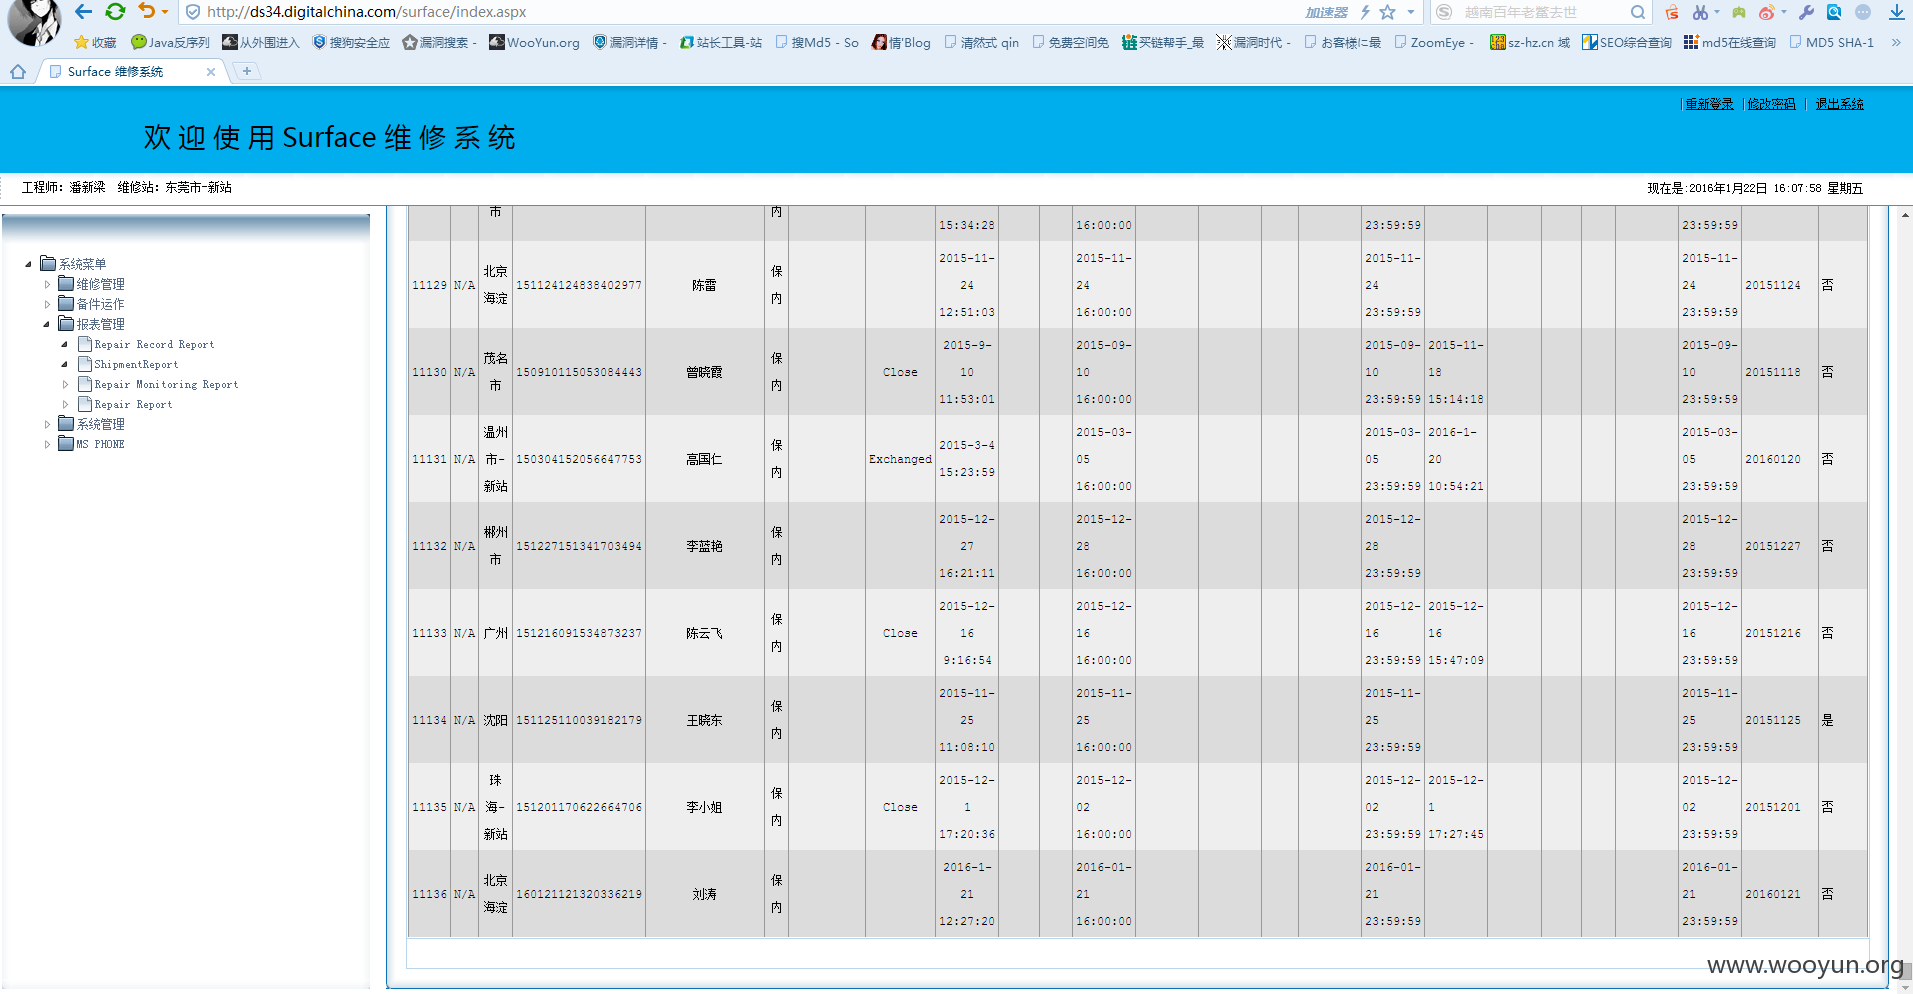 http://ds34.digitalchina.com/surface/index.aspx 加速器 越南百年老鳖去世
收藏 Java反序列 从外围进入 搜狗安全应 漏洞搜索 - WooYun.org 漏洞详情 - 站长工具-站 搜Md5 - So 情'Blog 清然式 qin 免费空间免 买链帮手_最 漏洞时代 - お客様に最 ZoomEye - sz-hz.cn 域 SEO综合查询 md5在线查询 MD5 SHA-1 »
Surface 维修系统
|重新登录 |修改密码 | 退出系统
欢迎使用Surface维修系统
工程师：潘新梁 维修站：东莞市-新站 现在是:2016年1月22日 16:07:58 星期五
系统菜单
维修管理
备件运作
报表管理
Repair Record Report
ShipmentReport
Repair Monitoring Report
Repair Report
系统管理
MS PHONE
市 内 15:34:28 16:00:00 23:59:59 23:59:59
11129 N/A 北京海淀 151124124838402977 陈雷 保内 2015-11-24 12:51:03 2015-11-24 16:00:00 2015-11-24 23:59:59 2015-11-24 23:59:59 20151124 否
11130 N/A 茂名市 150910115053084443 曾晓霞 保内 Close 2015-9-10 11:53:01 2015-09-10 16:00:00 2015-09-10 23:59:59 2015-11-18 15:14:18 2015-09-10 23:59:59 20151118 否
11131 N/A 温州市-新站 150304152056647753 高国仁 保内 Exchanged 2015-3-4 15:23:59 2015-03-05 16:00:00 2015-03-05 23:59:59 2016-1-20 10:54:21 2015-03-05 23:59:59 20160120 否
11132 N/A 郴州市 151227151341703494 李蓝艳 保内 2015-12-27 16:21:11 2015-12-28 16:00:00 2015-12-28 23:59:59 2015-12-28 23:59:59 20151227 否
11133 N/A 广州 151216091534873237 陈云飞 保内 Close 2015-12-16 9:16:54 2015-12-16 16:00:00 2015-12-16 23:59:59 2015-12-16 15:47:09 2015-12-16 23:59:59 20151216 否
11134 N/A 沈阳 151125110039182179 王晓东 保内 2015-11-25 11:08:10 2015-11-25 16:00:00 2015-11-25 23:59:59 2015-11-25 23:59:59 20151125 是
11135 N/A 珠海-新站 151201170622664706 李小姐 保内 Close 2015-12-1 17:20:36 2015-12-02 16:00:00 2015-12-02 23:59:59 2015-12-1 17:27:45 2015-12-02 23:59:59 20151201 否
11136 N/A 北京海淀 160121121320336219 刘涛 保内 2016-1-21 12:27:20 2016-01-21 16:00:00 2016-01-21 23:59:59 2016-01-21 23:59:59 20160121 否
www.wooyun.org